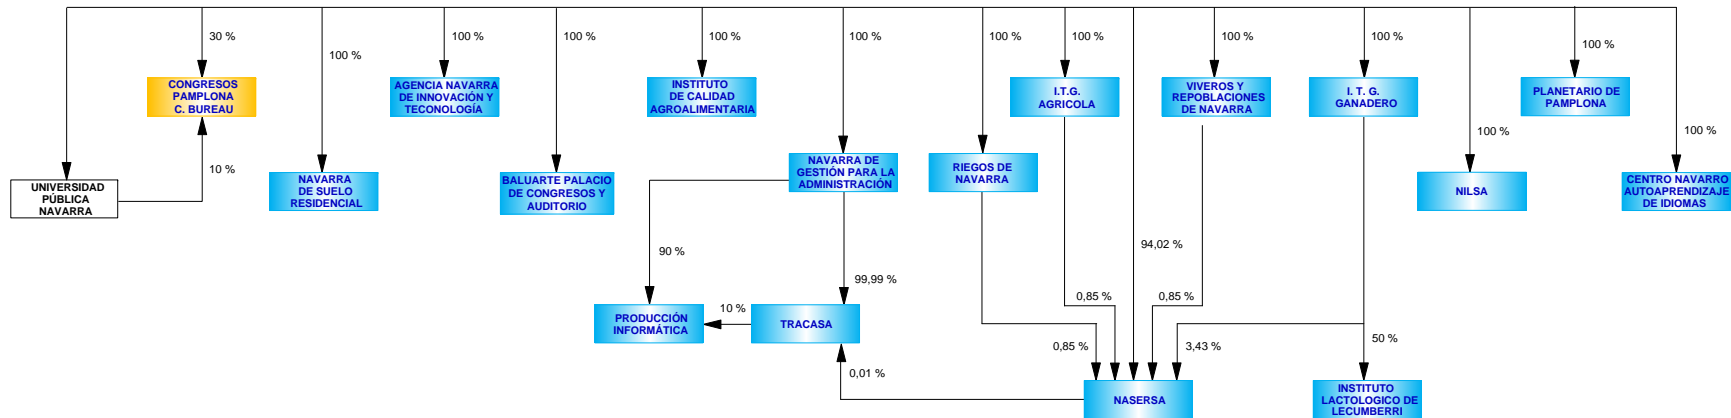 30 %
100 %
100 %
100 %
100 %
100 %
100 %
100 %
100 %
100 %
100 %
100 %
100 %
CONGRESOS
PAMPLONA
C. BUREAU
AGENCIA NAVARRA
DE INNOVACIÓN Y
TECONOLOGÍA
INSTITUTO
DE CALIDAD
AGROALIMENTARIA
I.T.G.
AGRICOLA
VIVEROS Y
REPOBLACIONES
DE NAVARRA
I. T. G.
GANADERO
PLANETARIO DE
PAMPLONA
10 %
UNIVERSIDAD
PÚBLICA
NAVARRA
NAVARRA
DE SUELO
RESIDENCIAL
BALUARTE PALACIO
DE CONGRESOS Y
AUDITORIO
NAVARRA DE
GESTIÓN PARA LA
ADMINISTRACIÓN
RIEGOS DE
NAVARRA
NILSA
CENTRO NAVARRO
AUTOAPRENDIZAJE
DE IDIOMAS
90 %
99,99 %
94,02 %
0,85 %
0,85 %
PRODUCCIÓN
INFORMÁTICA
10 %
TRACASA
0,85 %
3,43 %
50 %
0,01 %
NASERSA
INSTITUTO
LACTOLOGICO DE
LECUMBERRI